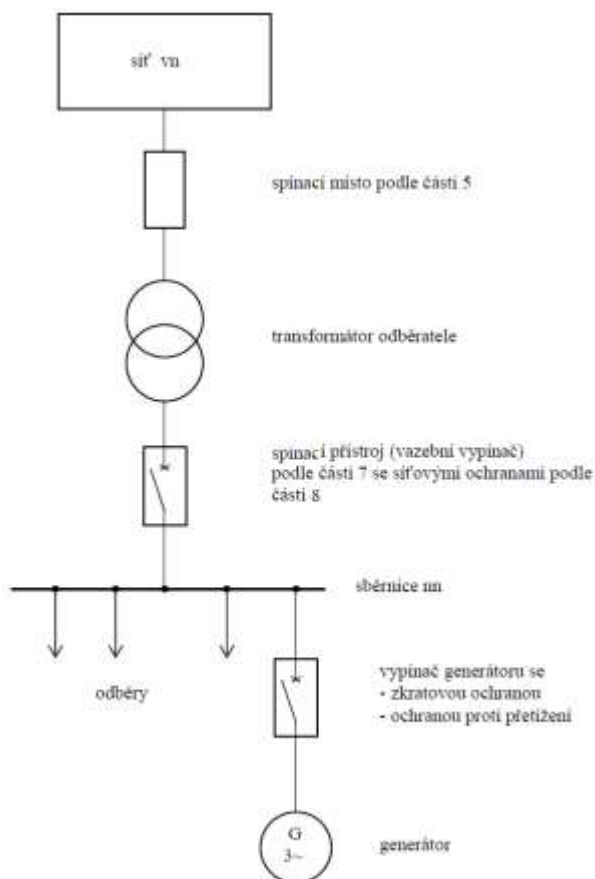 síť vn
spínací místo podle části 5
transformátor odběratele
spínací přístroj (vazební vypínač)
podle části 7 se síťovými ochranami podle
části 8
sběrnice nn
odběry
vypínač generátoru se
- zkratovou ochranou
- ochranou proti přetížení
G
3~
generátor